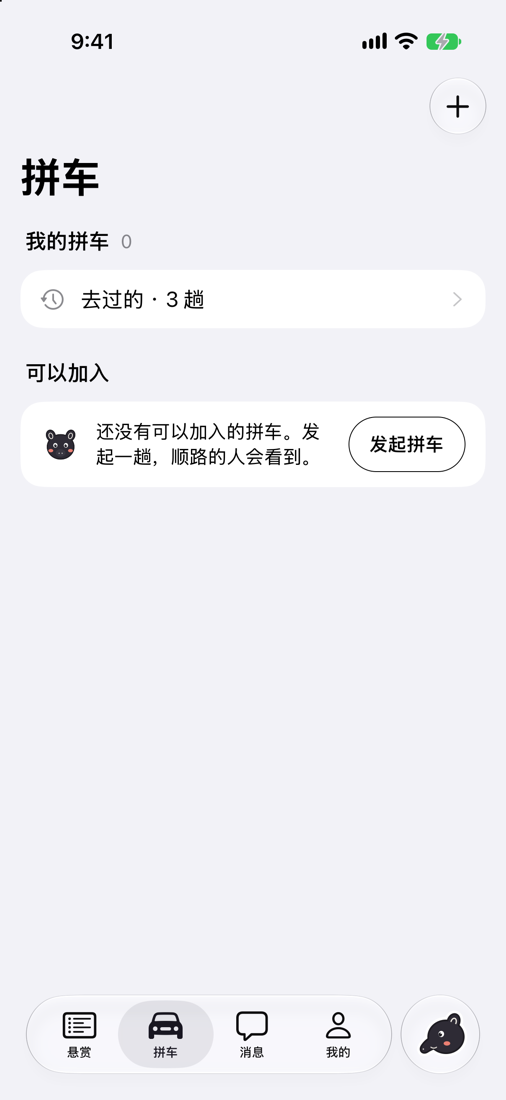 9:41
拼车
我的拼车 0
去过的 · 3 趟
可以加入
还没有可以加入的拼车。发
起一趟，顺路的人会看到。
发起拼车
悬赏
拼车
消息
我的